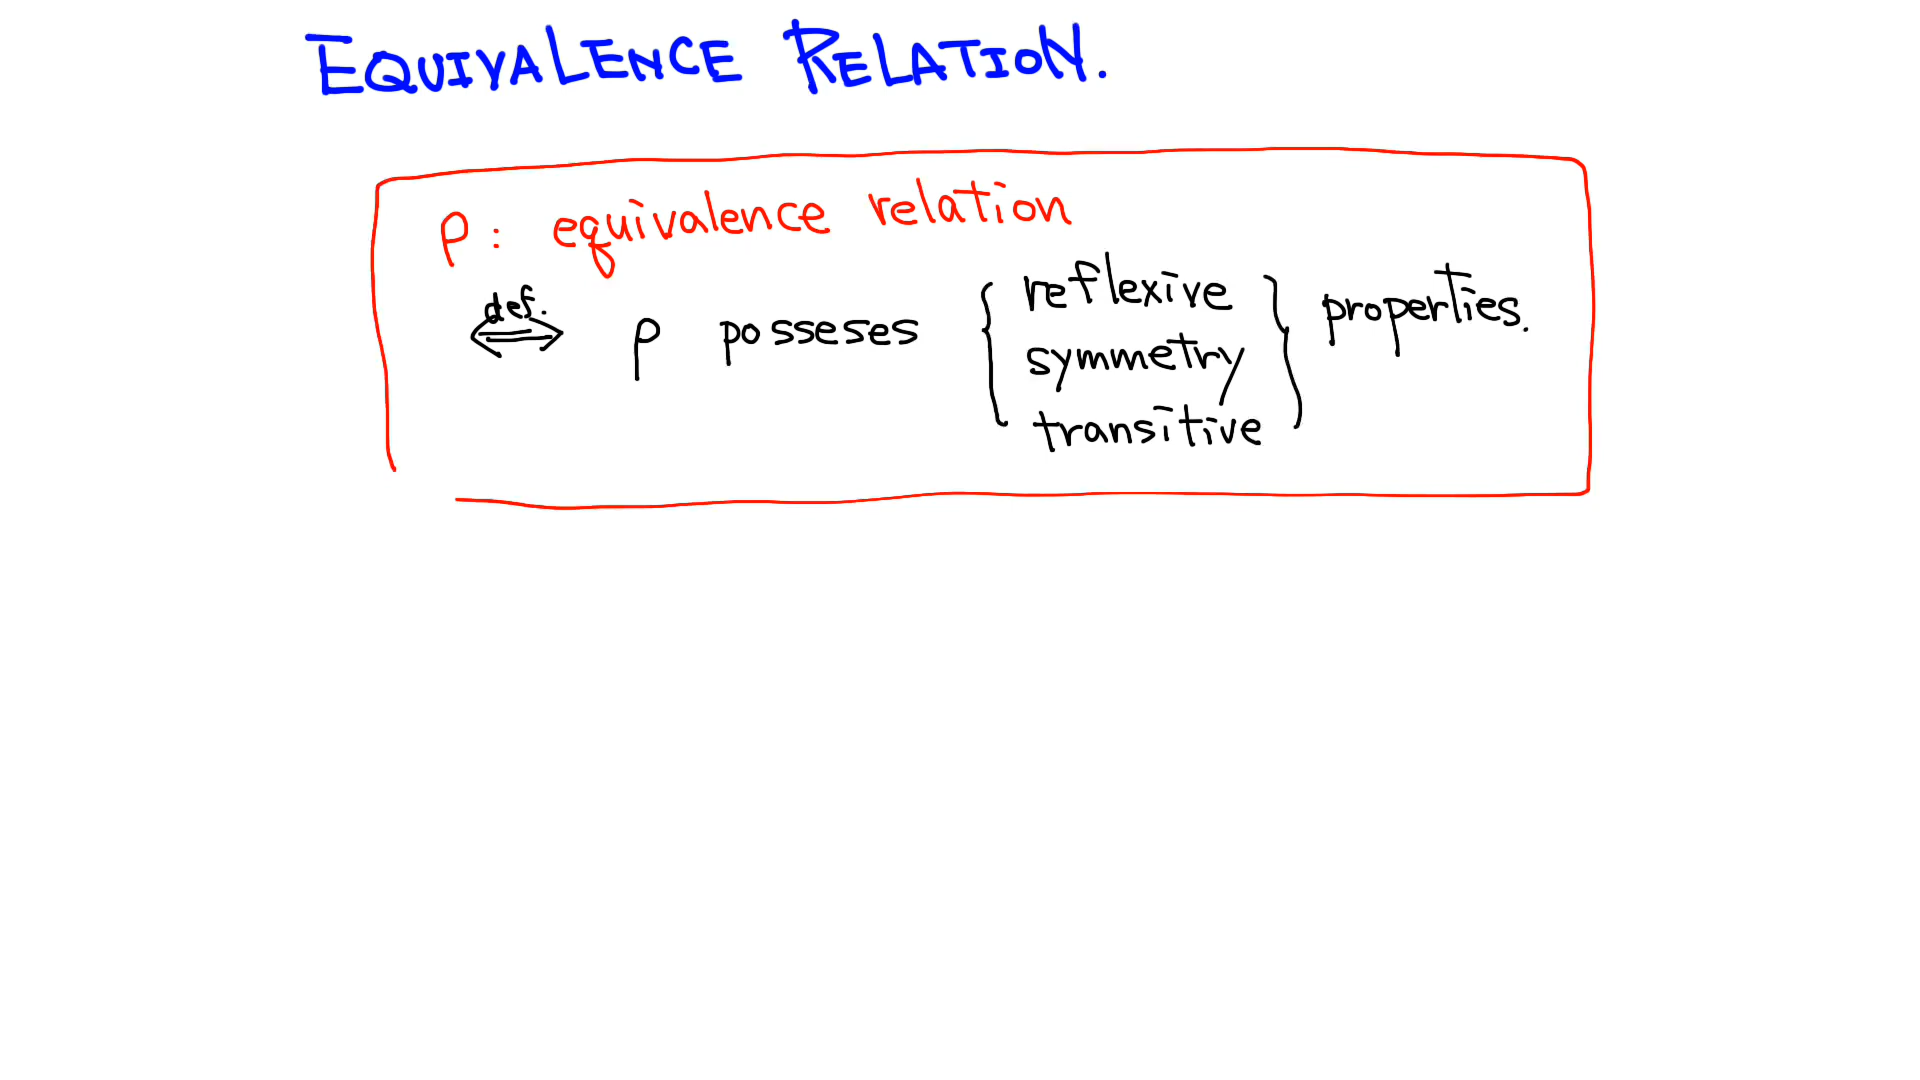 EQUIVALENCE RELATION.
ρ: equivalence relation
def.
⇔ ρ posseses { reflexive symmetry transitive } properties.